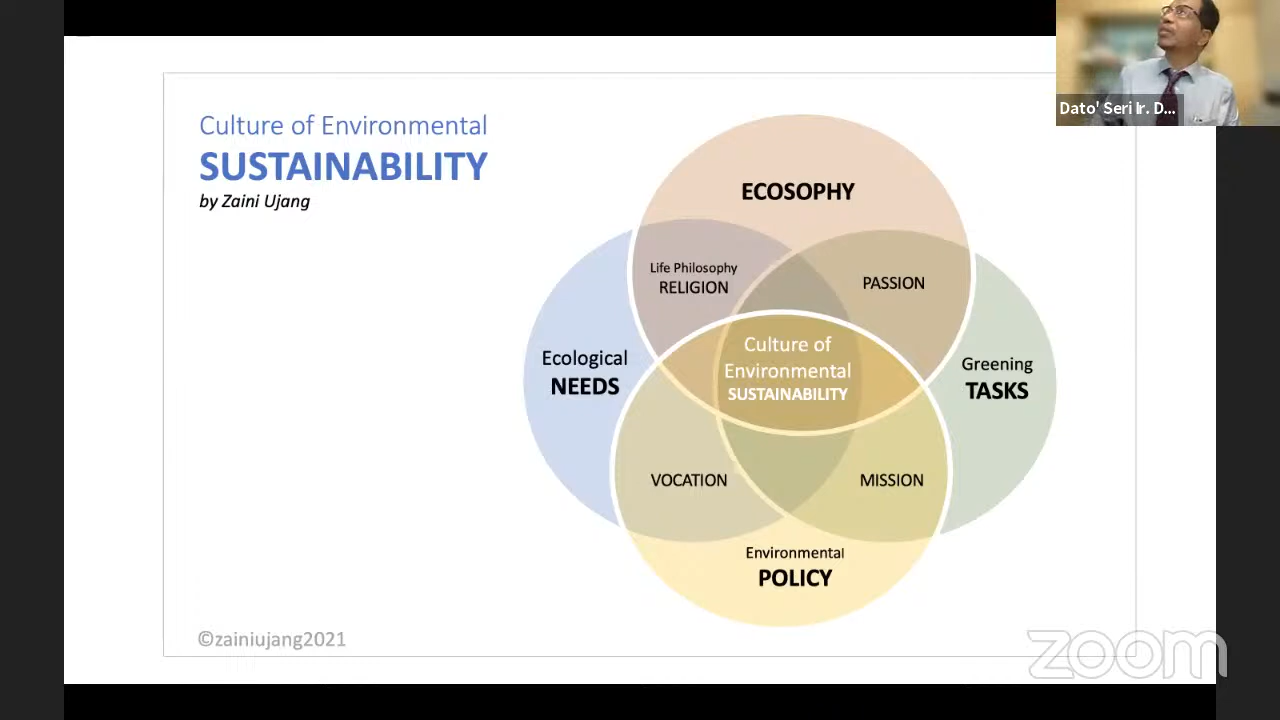 Culture of Environmental
SUSTAINABILITY
by Zaini Ujang
Dato' Seri Ir. D...
ECOSOPHY
Life Philosophy
RELIGION
PASSION
Ecological
NEEDS
Culture of
Environmental
SUSTAINABILITY
Greening
TASKS
VOCATION
MISSION
Environmental
POLICY
©zainiujang2021
zoom